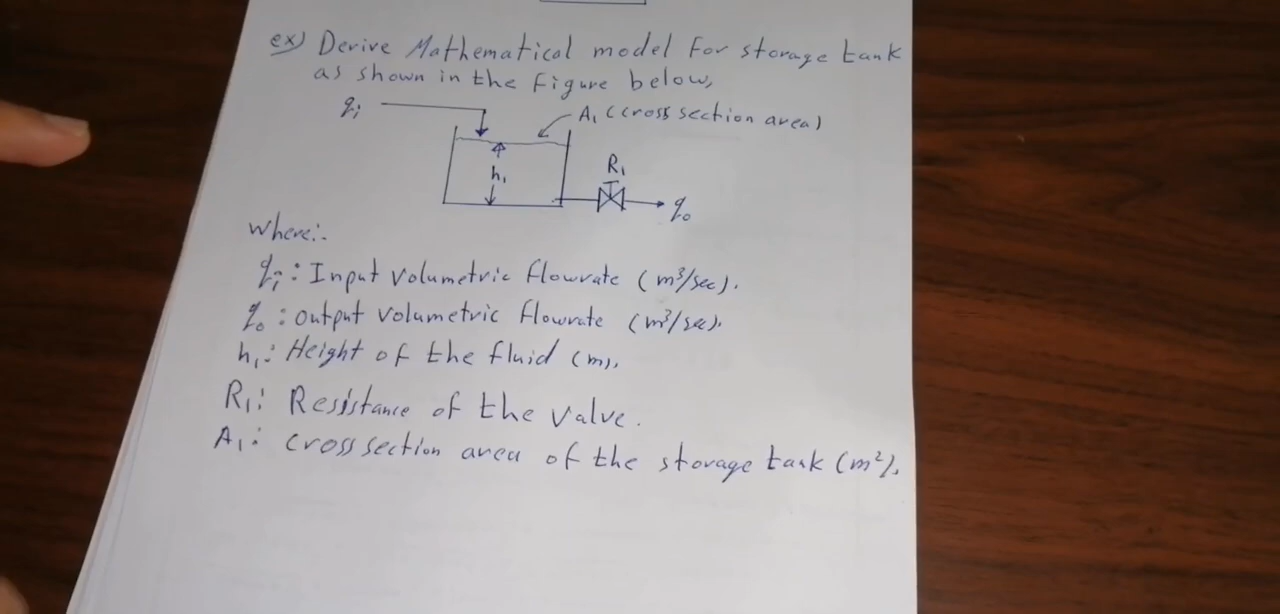 ex) Derive Mathematical model for storage tank
as shown in the figure below,
qi
A1 (cross section area)
h1
R1
qo
where:-
qi: Input volumetric flowrate (m³/sec).
qo: output volumetric flowrate (m³/sec).
h1: Height of the fluid (m).
R1: Resistance of the valve.
A1: cross section area of the storage tank (m²).